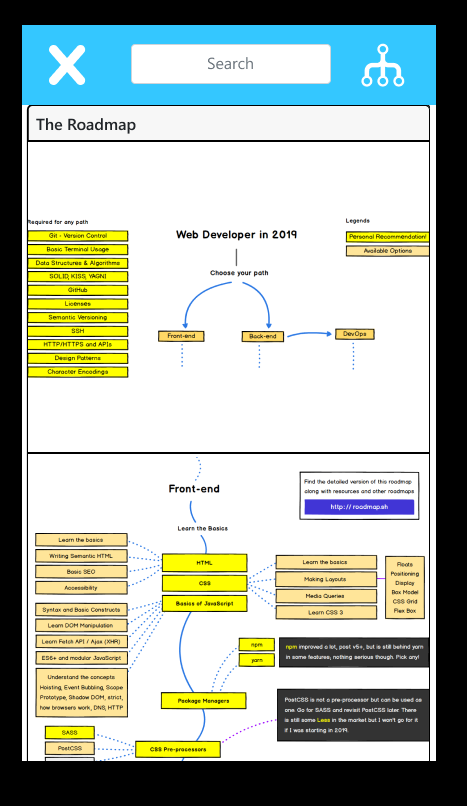 Search
The Roadmap
Required for any path
Git - Version Control
Basic Terminal Usage
Data Structures & Algorithms
SOLID, KISS, YAGNI
GitHub
Licenses
Semantic Versioning
SSH
HTTP/HTTPS and APIs
Design Patterns
Character Encodings
Web Developer in 2019
Choose your path
Front-end
Back-end
DevOps
Legends
Personal Recommendation!
Available Options
Front-end
Learn the Basics
Find the detailed version of this roadmap
along with resources and other roadmaps
http:// roadmap.sh
Learn the basics
Writing Semantic HTML
Basic SEO
Accessibility
HTML
CSS
Basics of JavaScript
Learn the basics
Making Layouts
Media Queries
Learn CSS 3
Floats
Positioning
Display
Box Model
CSS Grid
Flex Box
Syntax and Basic Constructs
Learn DOM Manipulation
Learn Fetch API / Ajax (XHR)
ES6+ and modular JavaScript
Understand the concepts
Hoisting, Event Bubbling, Scope
Prototype, Shadow DOM, strict,
how browsers work, DNS, HTTP
npm
yarn
npm improved a lot, post v5+, but is still behind yarn
in some features; nothing serious though. Pick any!
Package Managers
PostCSS is not a pre-processor but can be used as
one. Go for SASS and revisit PostCSS later. There
is still some Less in the market but I won't go for it
if I was starting in 2019.
SASS
PostCSS
CSS Pre-processors